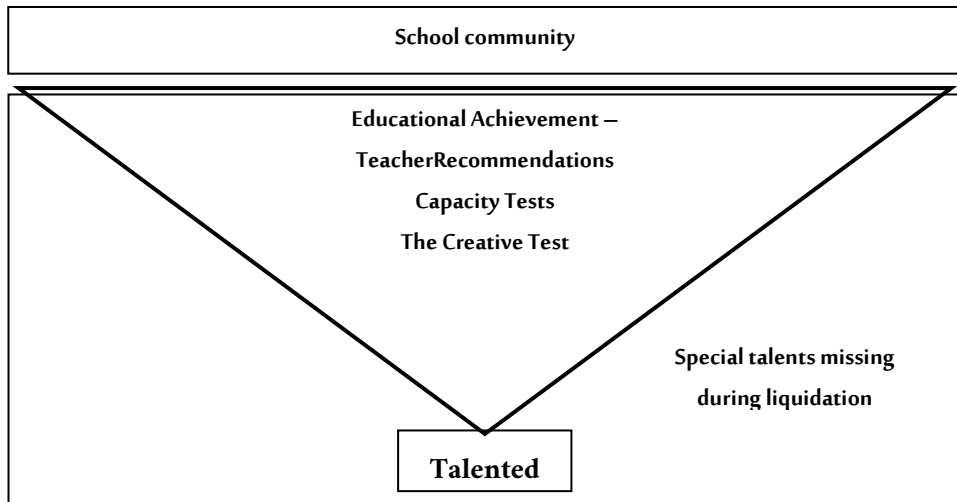 School community
Educational Achievement –
TeacherRecommendations
Capacity Tests
The Creative Test
Special talents missing
during liquidation
Talented